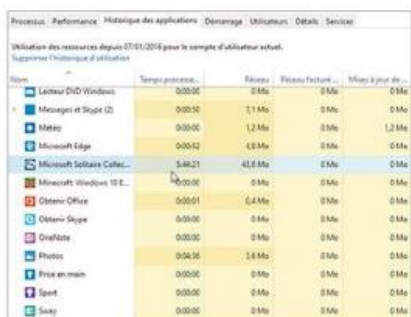 Processus Performance Historique des applications Démarrage Utilisateurs Détails Services
Utilisation des ressources depuis 07/01/2016 pour le compte d'utilisateur actuel.
Supprimer l'historique d'utilisation
Nom Temps processe... Réseau Réseau facturé ... Mises à jour de ...
Lecteur DVD Windows 0:00:00 0 Mo 0 Mo 0 Mo
Messages et Skype (2) 0:00:50 7,1 Mo 0 Mo 0 Mo
Météo 0:00:00 1,2 Mo 0 Mo 1,2 Mo
Microsoft Edge 0:00:52 4,8 Mo 0 Mo 0 Mo
Microsoft Solitaire Collec... 5:44:21 43,8 Mo 0 Mo 0 Mo
Minecraft: Windows 10 E... 0:00:00 0 Mo 0 Mo 0 Mo
Obtenir Office 0:00:01 0,4 Mo 0 Mo 0 Mo
Obtenir Skype 0:00:00 0 Mo 0 Mo 0 Mo
OneNote 0:00:00 0 Mo 0 Mo 0 Mo
Photos 0:04:36 3,6 Mo 0 Mo 0 Mo
Prise en main 0:00:00 0 Mo 0 Mo 0 Mo
Sport 0:00:00 0 Mo 0 Mo 0 Mo
Sway 0:00:00 0 Mo 0 Mo 0 Mo